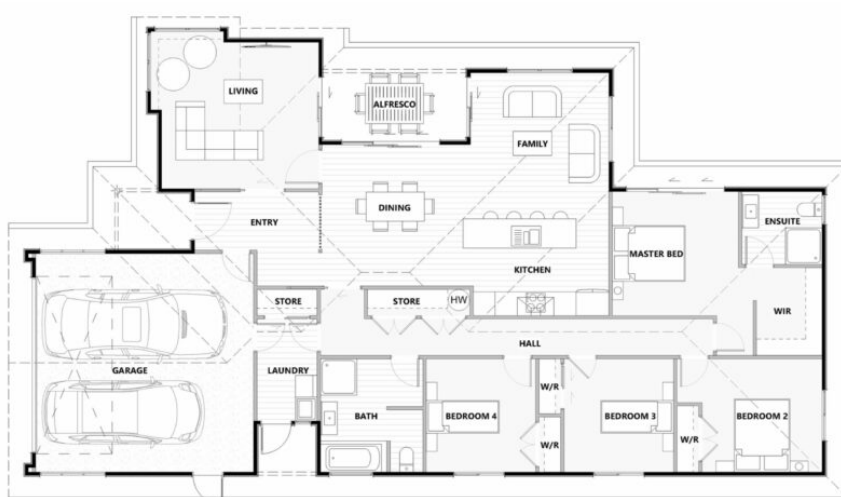 LIVING
ALFRESCO
FAMILY
DINING
ENTRY
ENSUITE
MASTER BED
KITCHEN
STORE
STORE
HW
WIR
HALL
GARAGE
LAUNDRY
W/R
BATH
BEDROOM 4
BEDROOM 3
BEDROOM 2
W/R
W/R